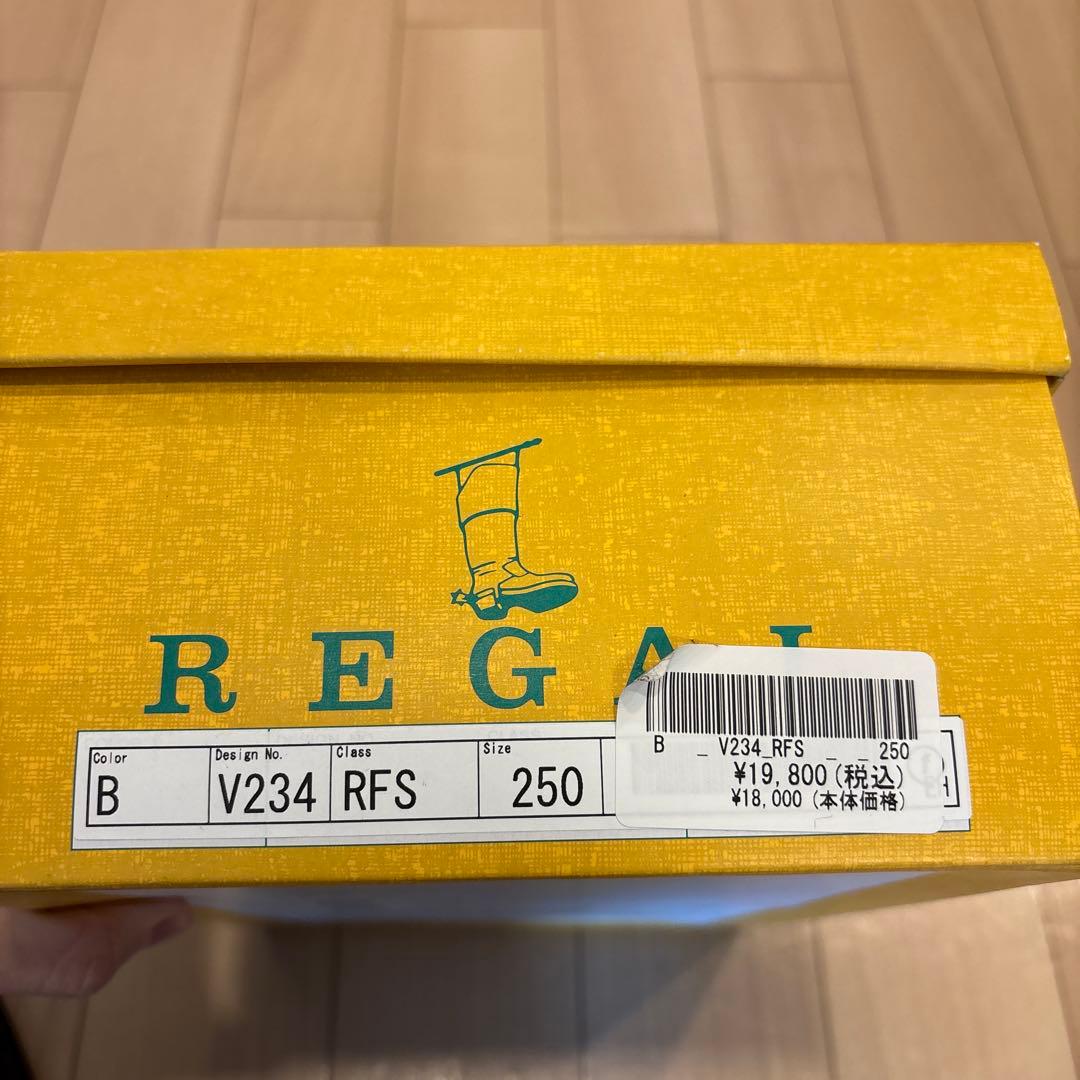 REGAL
Color
B
Design No.
V234
Class
RFS
Size
250
B _ V234_RFS _ _ 250
¥19,800(税込)
¥18,000(本体価格)
H